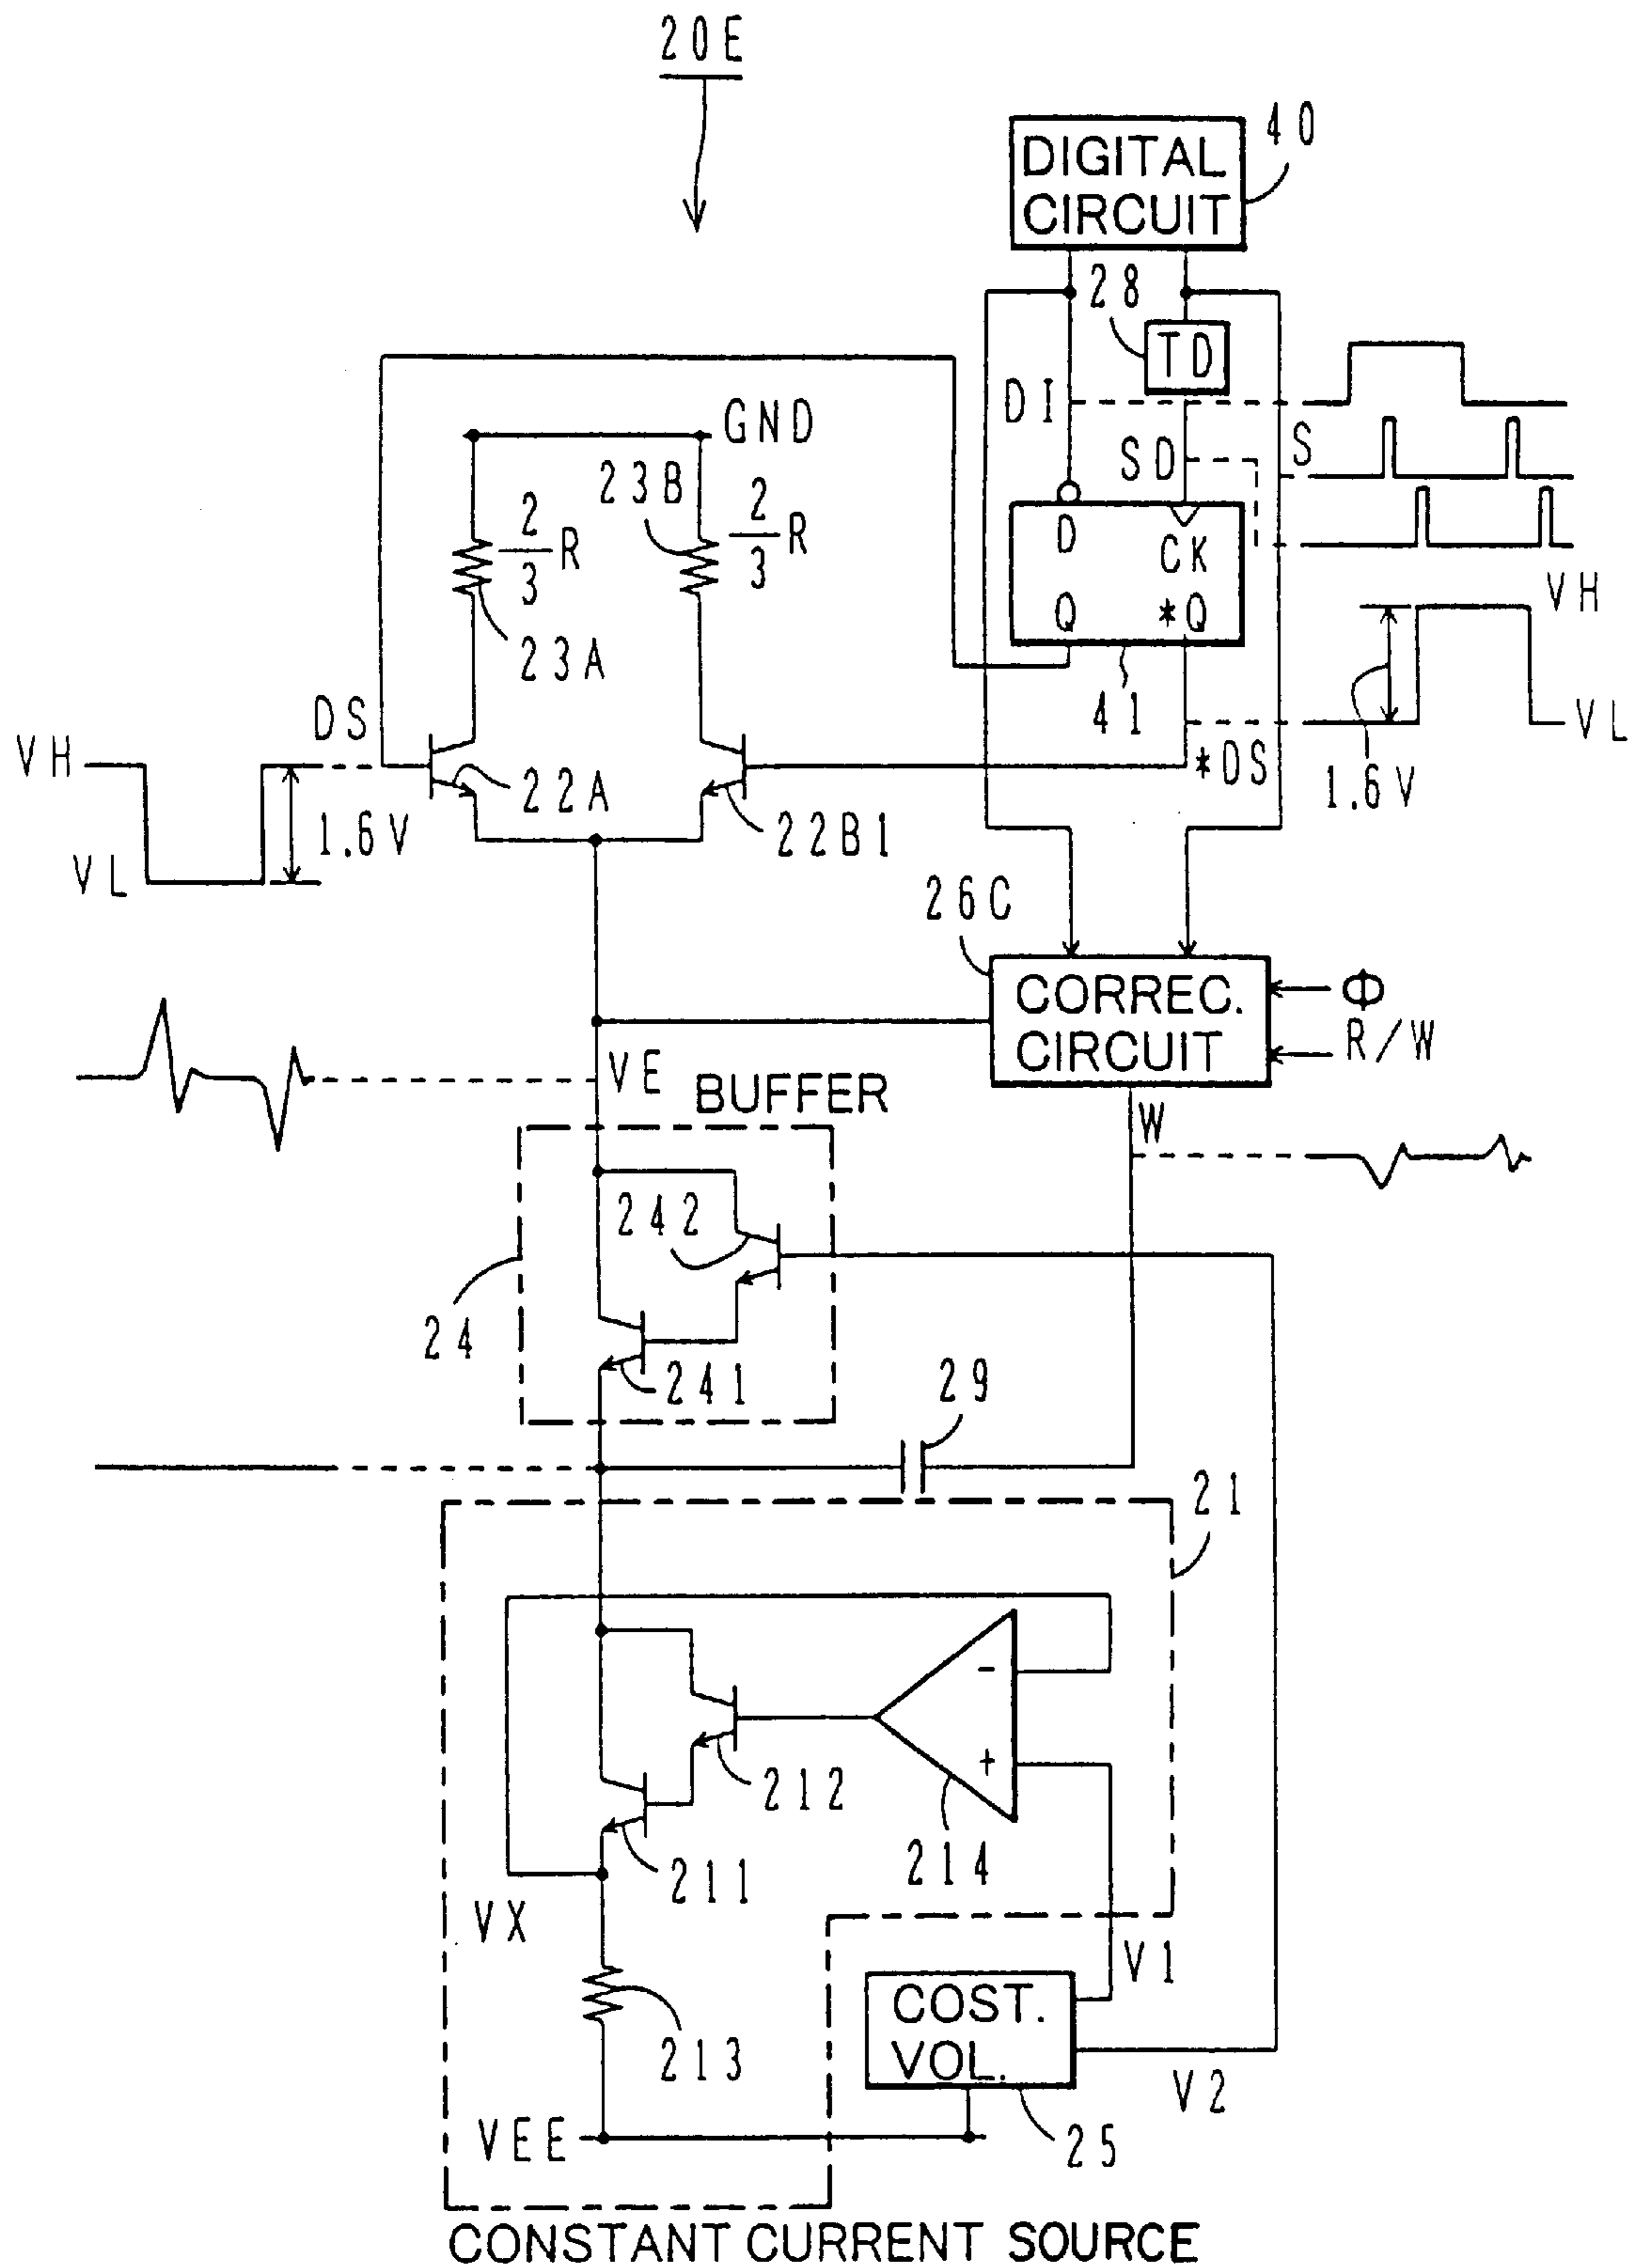 20E
40
DIGITAL
CIRCUIT
28
TD
DI
GND
SD
S
23B
2/3 R
2/3 R
D
CK
VH
Q
*Q
23A
DS
41
VL
VH
*DS
22A
1.6V
1.6V
22B1
VL
26C
CORREC.
CIRCUIT
Φ
R/W
VE
BUFFER
W
242
24
241
29
21
-
+
212
214
211
VX
V1
COST.
VOL.
213
V2
VEE
25
CONSTANT CURRENT SOURCE